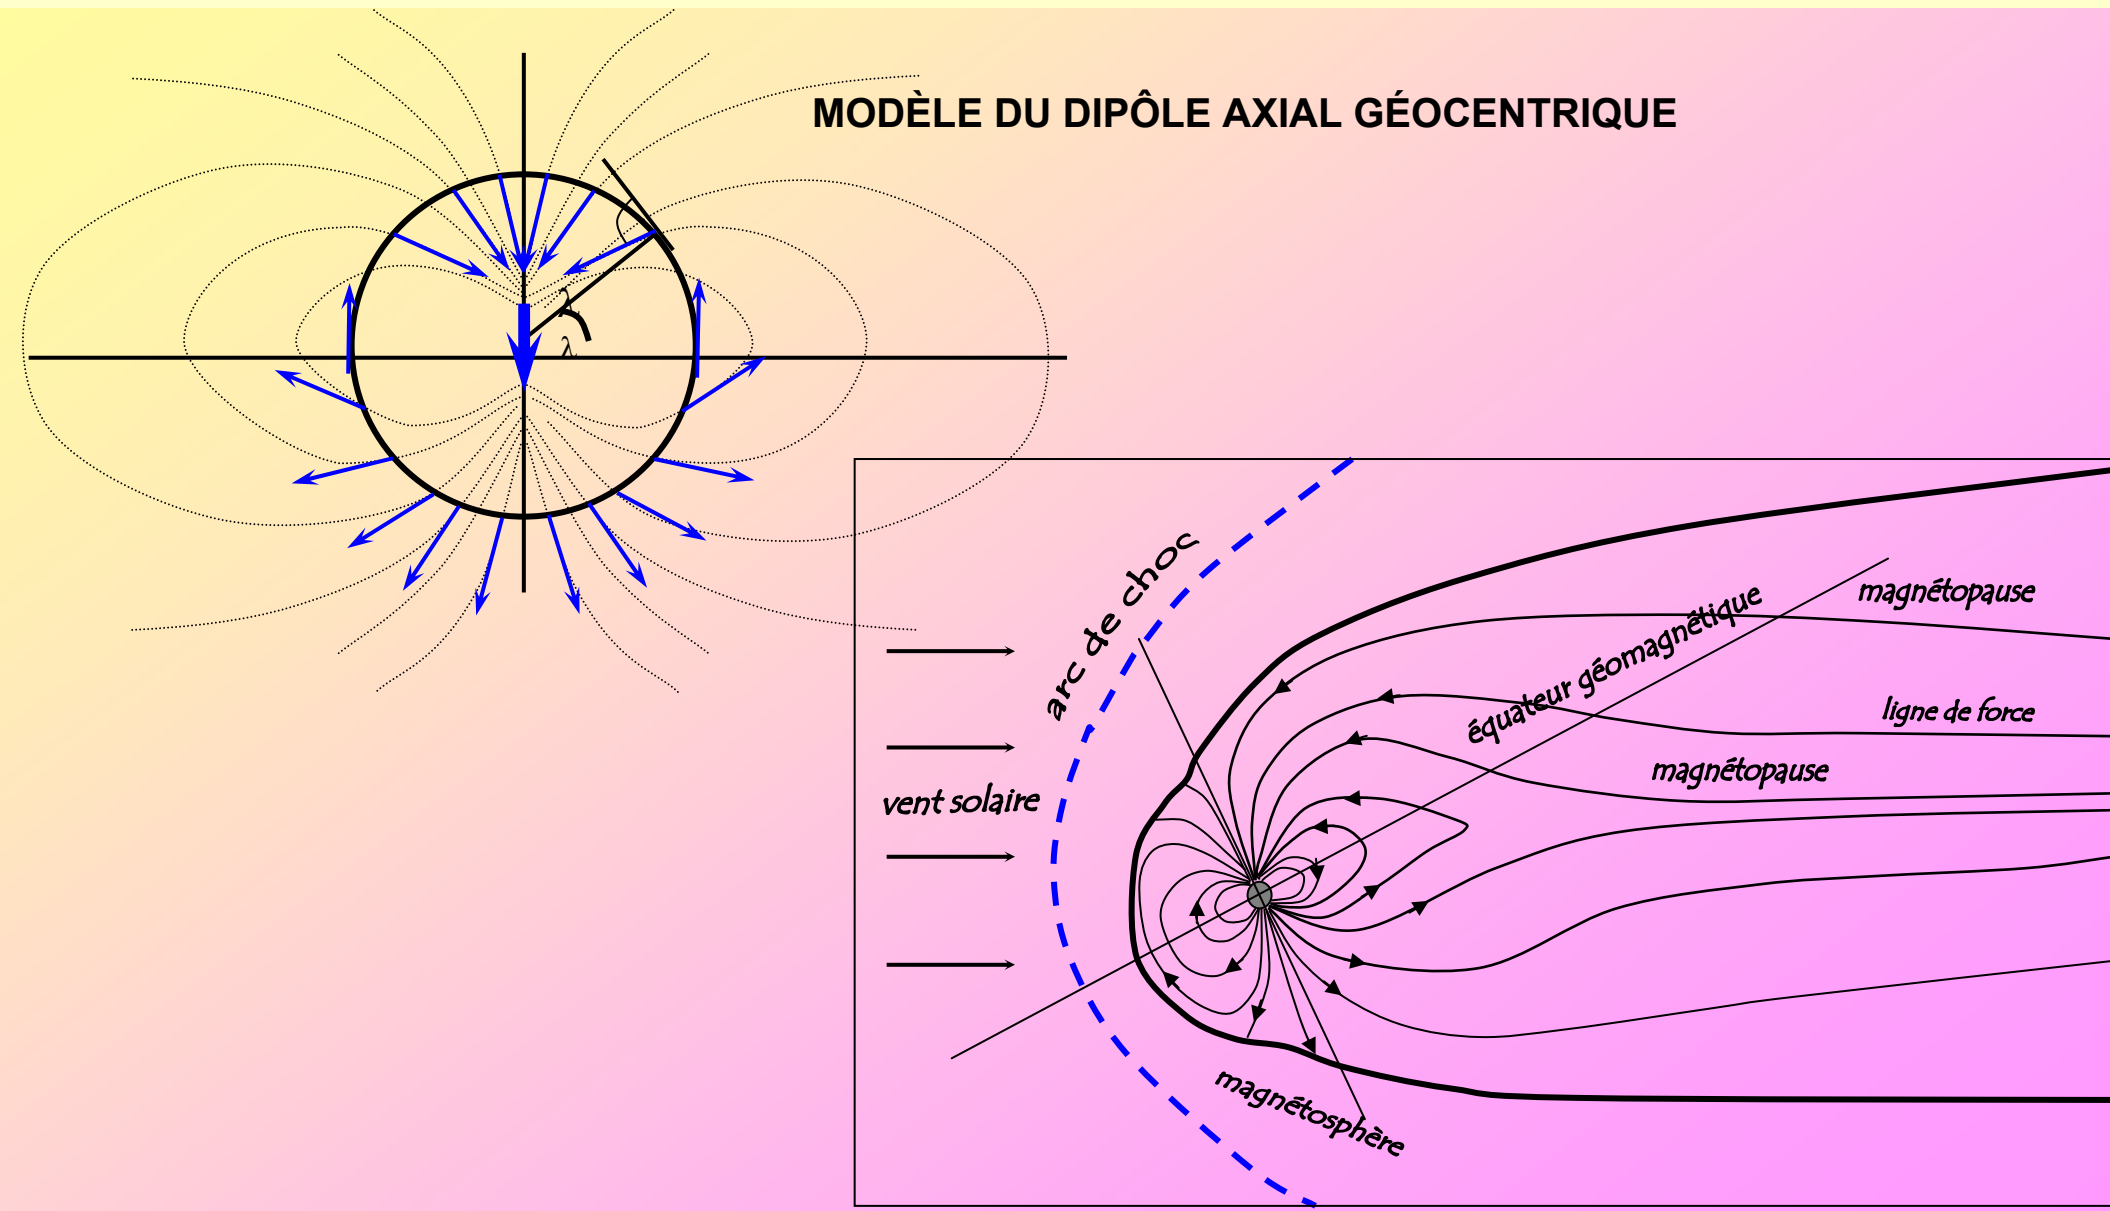 MODÈLE DU DIPÔLE AXIAL GÉOCENTRIQUE
λ
λ
arc de choc
magnétopause
équateur géomagnétique
ligne de force
magnétopause
vent solaire
magnétosphère